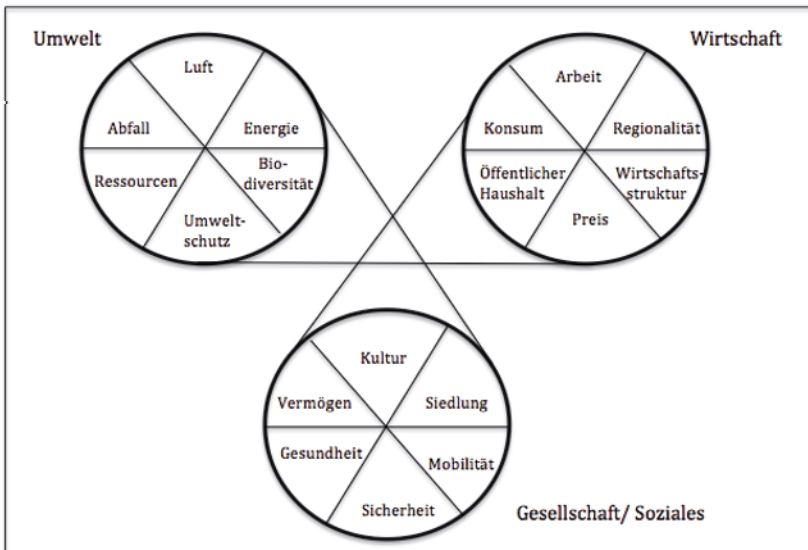 Umwelt
Luft
Abfall
Energie
Ressourcen
Bio-
diversität
Umwelt-
schutz
Wirtschaft
Arbeit
Konsum
Regionalität
Öffentlicher
Haushalt
Wirtschafts-
struktur
Preis
Kultur
Vermögen
Siedlung
Gesundheit
Mobilität
Sicherheit
Gesellschaft/ Soziales